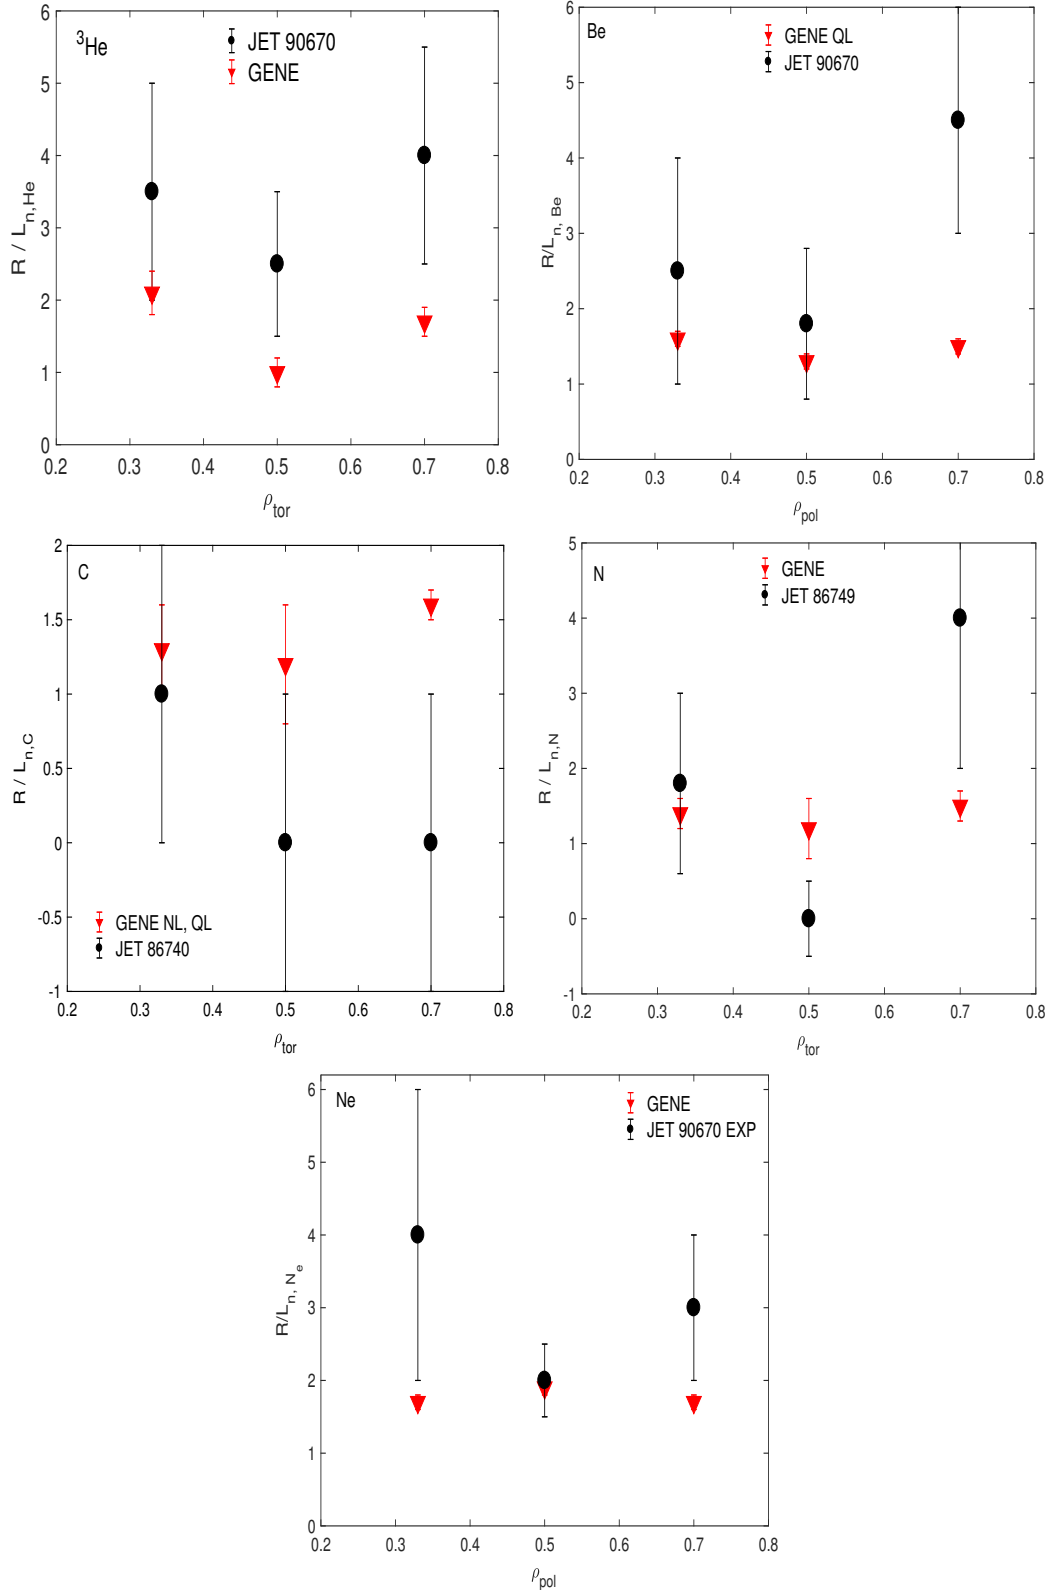 ³He
JET 90670
GENE
R / L_n,He
6
5
4
3
2
1
0
0.2 0.3 0.4 0.5 0.6 0.7 0.8
ρ_tor
Be
GENE QL
JET 90670
R/L_n, Be
6
5
4
3
2
1
0
0.2 0.3 0.4 0.5 0.6 0.7 0.8
ρ_pol
C
GENE NL, QL
JET 86740
R / L_n,C
2
1.5
1
0.5
0
-0.5
-1
0.2 0.3 0.4 0.5 0.6 0.7 0.8
ρ_tor
N
GENE
JET 86749
R / L_n,N
5
4
3
2
1
0
-1
0.2 0.3 0.4 0.5 0.6 0.7 0.8
ρ_tor
Ne
GENE
JET 90670 EXP
R/L_n, N_e
6
5
4
3
2
1
0
0.2 0.3 0.4 0.5 0.6 0.7 0.8
ρ_pol